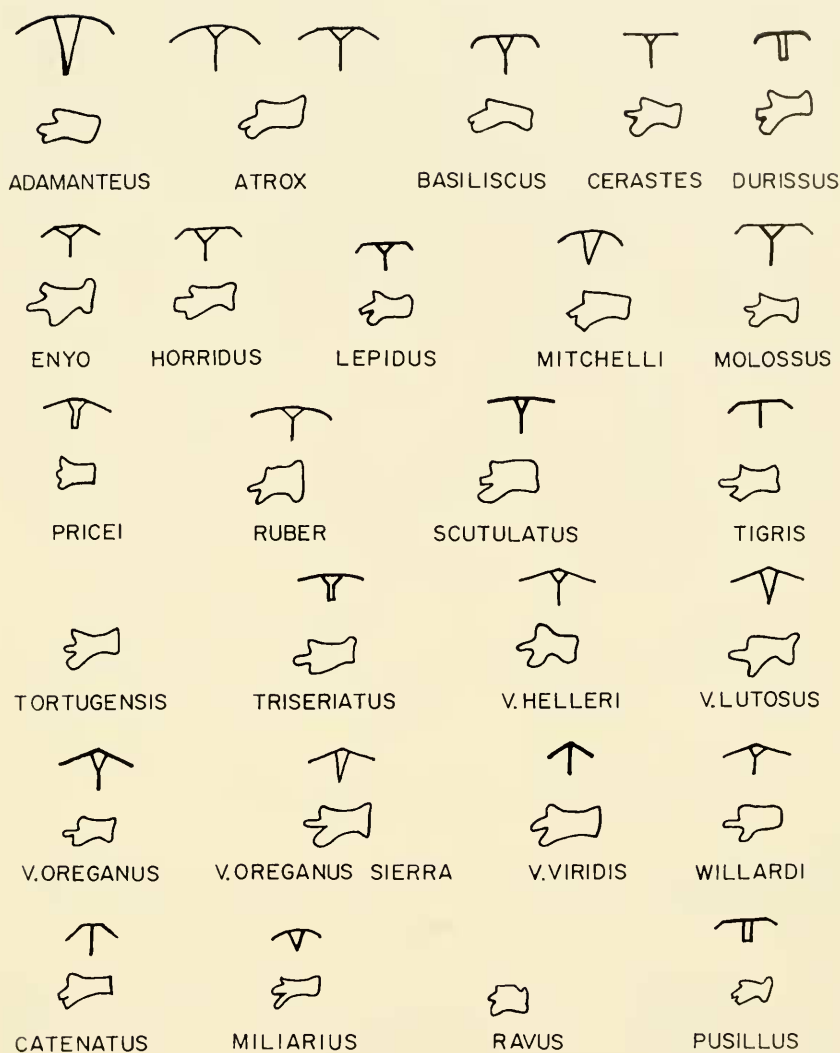 ADAMANTEUS ATROX BASILISCUS CERASTES DURISSUS
ENYO HORRIDUS LEPIDUS MITCHELLI MOLOSSUS
PRICEI RUBER SCUTULATUS TIGRIS
TORTUGENSIS TRISERIATUS V.HELLERI V.LUTOSUS
V.OREGANUS V.OREGANUS SIERRA V.VIRIDIS WILLARDI
CATENATUS MILIARIUS RAVUS PUSILLUS